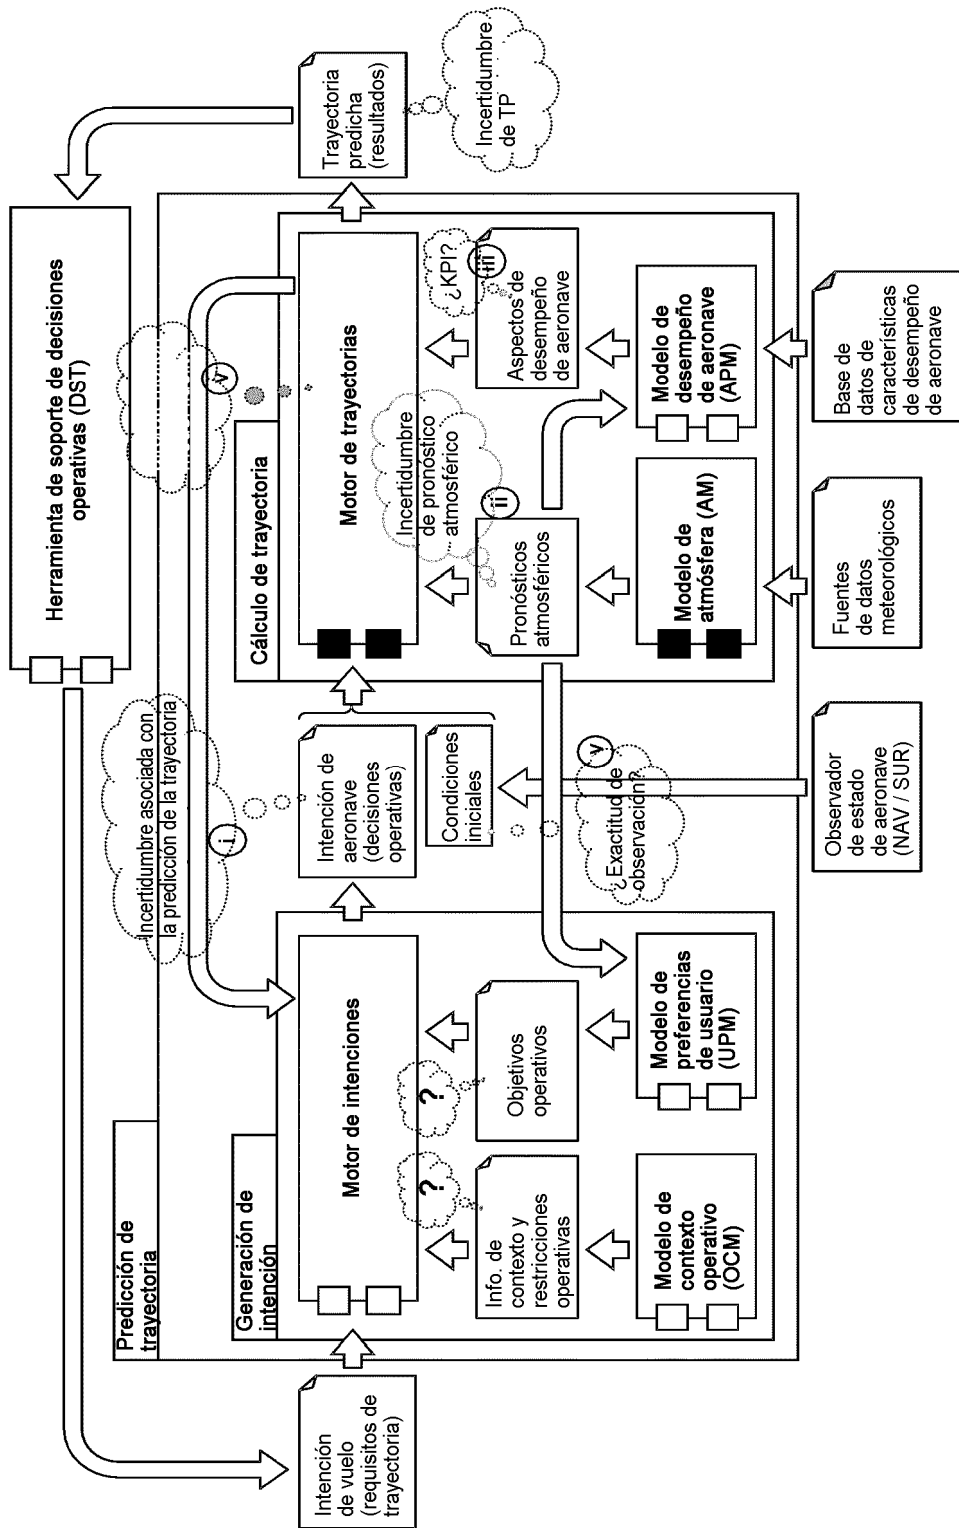 Herramienta de soporte de decisiones
operativas (DST)
Predicción de
trayectoria
Incertidumbre asociada con
la predicción de la trayectoria
i
v
Intención
de vuelo
(requisitos de
trayectoria)
Generación de
intención
Motor de intenciones
?
?
Info. de
contexto y
restricciones
operativas
Objetivos
operativos
Modelo de
contexto
operativo
(OCM)
Modelo de
preferencias
de usuario
(UPM)
Intención de
aeronave
(decisiones
operativas)
Condiciones
iniciales
¿Exactitud de
observación?
v
Observador
de estado
de aeronave
(NAV / SUR)
Cálculo de trayectoria
Motor de trayectorias
Incertidumbre
de pronóstico
atmosférico
ii
¿KPI?
iii
Pronósticos
atmosféricos
Aspectos de
desempeño
de aeronave
Modelo de
atmósfera (AM)
Modelo de
desempeño
de aeronave
(APM)
Fuentes
de datos
meteorológicos
Base de
datos de
características
de desempeño
de aeronave
Trayectoria
predicha
(resultados)
Incertidumbre
de TP